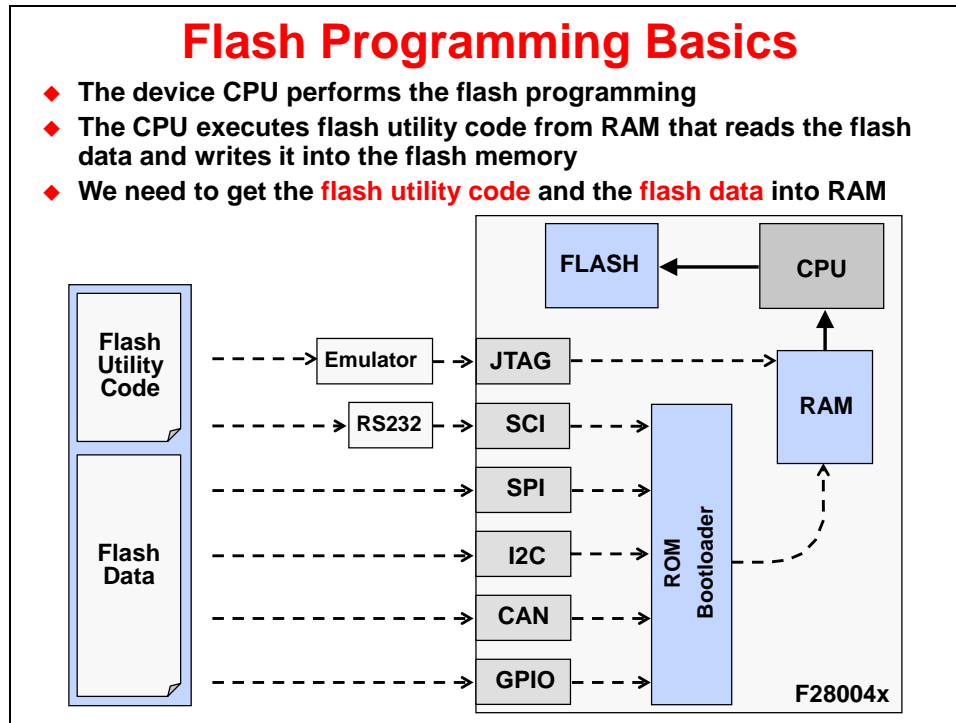 Flash Programming Basics
The device CPU performs the flash programming
The CPU executes flash utility code from RAM that reads the flash
data and writes it into the flash memory
We need to get the flash utility code and the flash data into RAM
FLASH
CPU
Flash
Utility
Code
Emulator
JTAG
RAM
RS232
SCI
SPI
Flash
Data
I2C
ROM
Bootloader
CAN
GPIO
F28004x